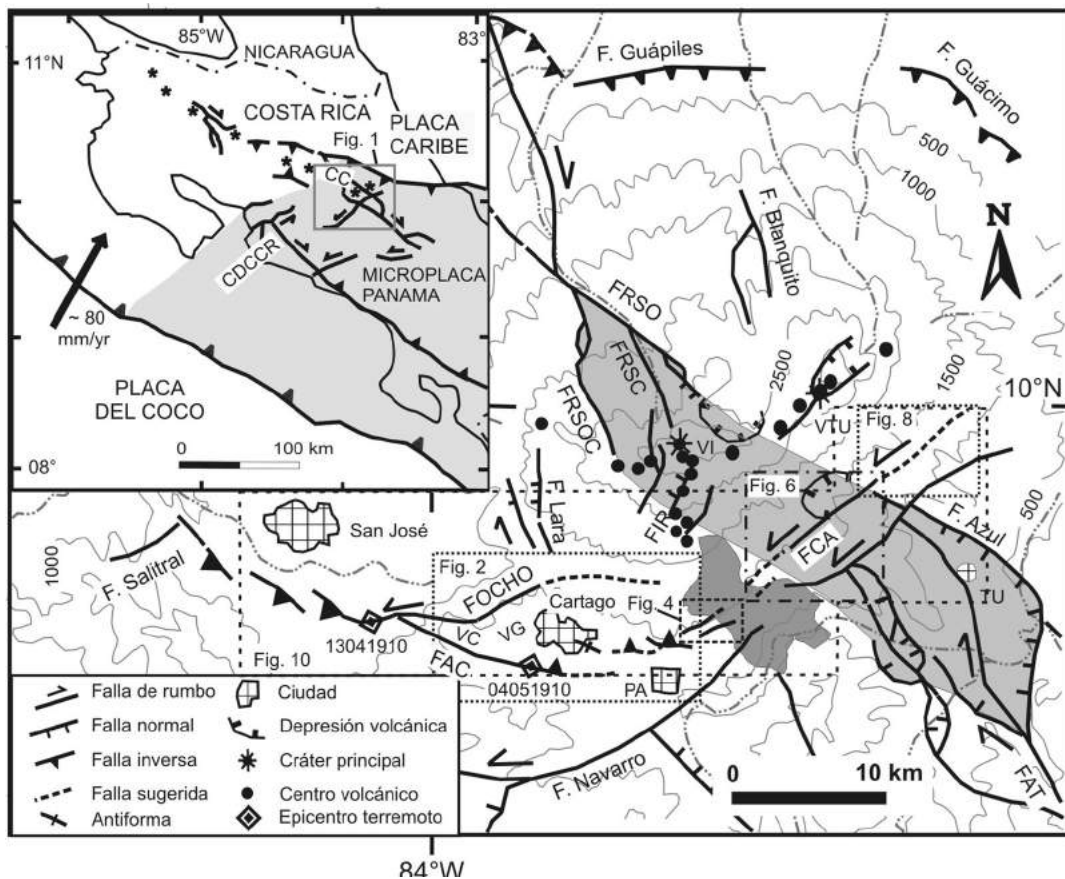 85°W
83°
11°N
NICARAGUA
COSTA RICA
Fig. 1
PLACA
CARIBE
CC
CDCCR
MICROPLACA
PANAMA
~ 80
mm/yr
PLACA
DEL COCO
0 100 km
08°
F. Guápiles
F. Guácimo
500
1000
N
F. Blanquito
FRSO
FRSC
FRSOC
2500
1500
10°N
VTU
Fig. 8
VI
Fig. 6
500
F. Lara
FIR
FCA
F. Azul
TU
San José
1000
F. Salitral
Fig. 2
FOCHO
Cartago
Fig. 4
VC
VG
13041910
FAC
Fig. 10
04051910
PA
F. Navarro
0 10 km
FAT
Falla de rumbo
Ciudad
Falla normal
Depresión volcánica
Falla inversa
Cráter principal
Falla sugerida
Centro volcánico
Antiforma
Epicentro terremoto
84°W